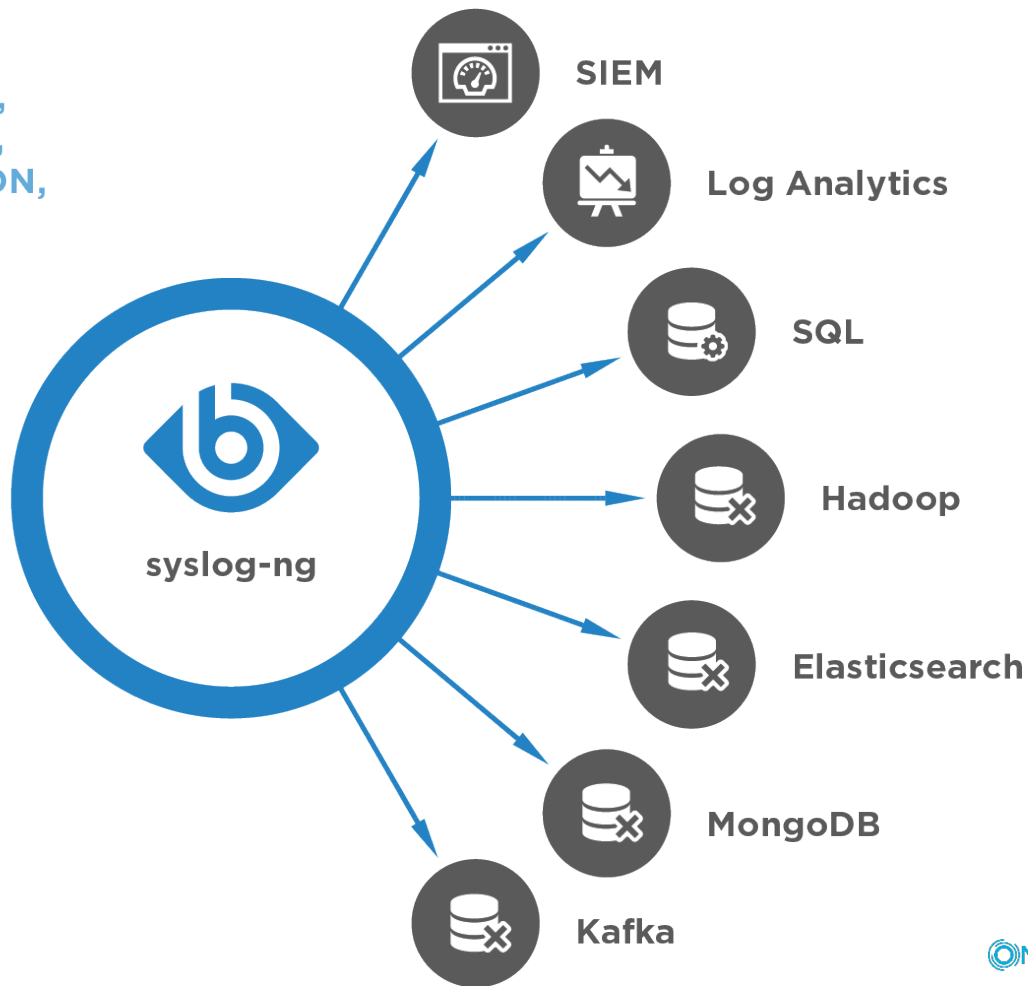 SIEM
Log Analytics
SQL
syslog-ng
Hadoop
Elasticsearch
MongoDB
Kafka